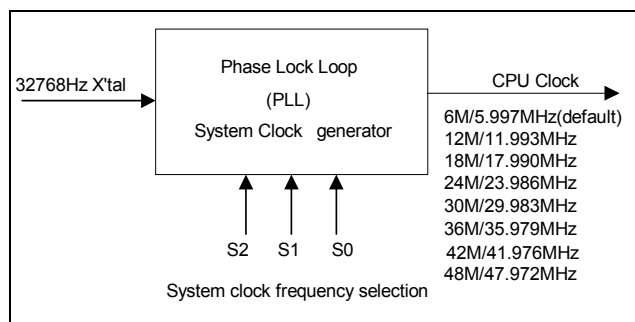 32768Hz X'tal
Phase Lock Loop
(PLL)
System Clock generator
CPU Clock
6M/5.997MHz(default)
12M/11.993MHz
18M/17.990MHz
24M/23.986MHz
30M/29.983MHz
36M/35.979MHz
42M/41.976MHz
48M/47.972MHz
S2 S1 S0
System clock frequency selection